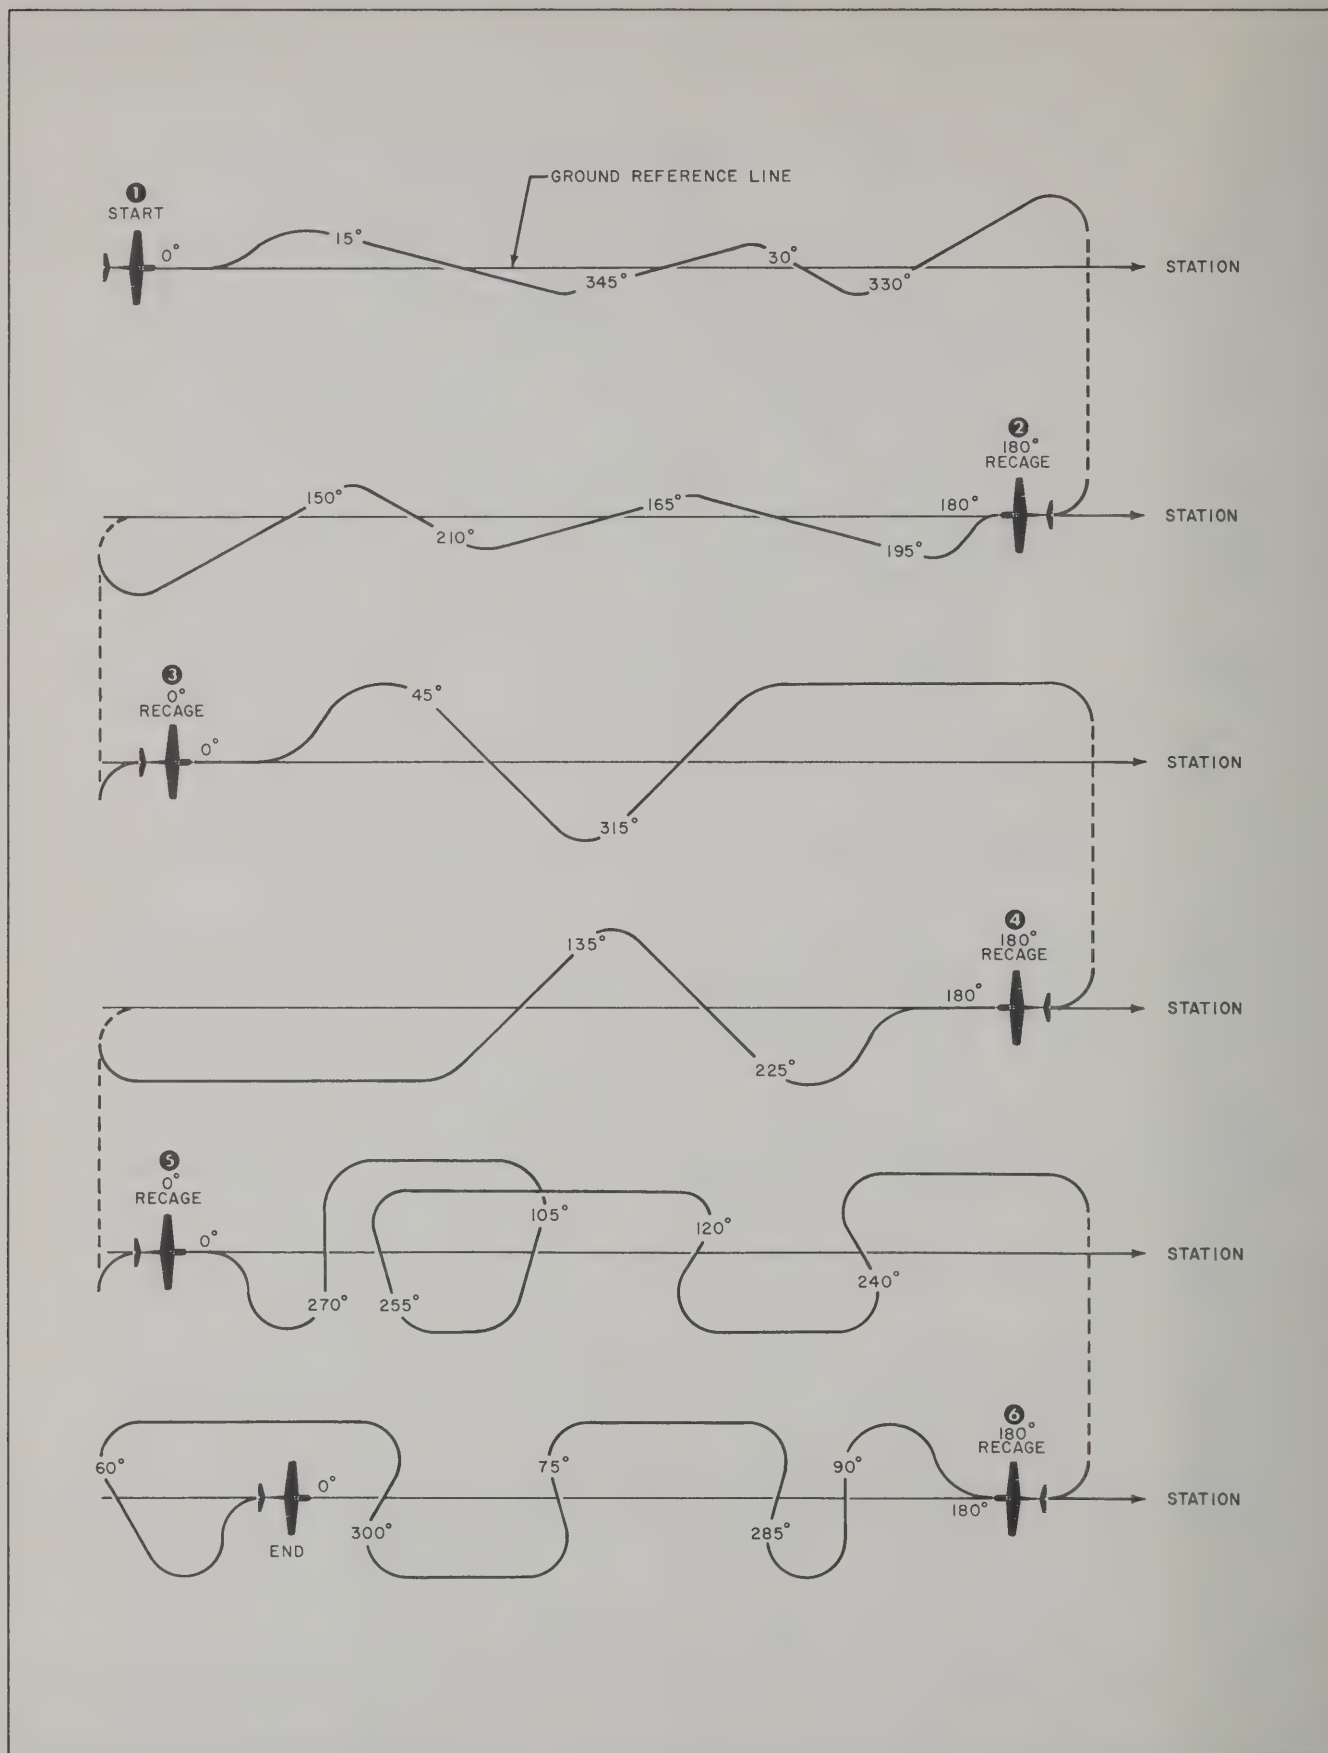 GROUND REFERENCE LINE
1
START
0°
15°
345°
30°
330°
STATION
2
180°
RECAGE
150°
210°
165°
195°
180°
STATION
3
0°
RECAGE
0°
45°
315°
STATION
4
180°
RECAGE
135°
225°
180°
STATION
5
0°
RECAGE
0°
270°
255°
105°
120°
240°
STATION
6
180°
RECAGE
60°
0°
END
300°
75°
285°
90°
180°
STATION